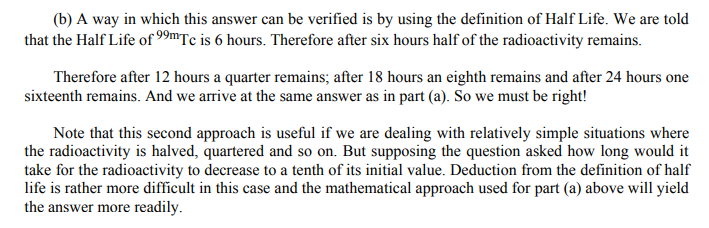 (b) A way in which this answer can be verified is by using the definition of Half Life. We are told
that the Half Life of 99mTc is 6 hours. Therefore after six hours half of the radioactivity remains.
Therefore after 12 hours a quarter remains; after 18 hours an eighth remains and after 24 hours one
sixteenth remains. And we arrive at the same answer as in part (a). So we must be right!
Note that this second approach is useful if we are dealing with relatively simple situations where
the radioactivity is halved, quartered and so on. But supposing the question asked how long would it
take for the radioactivity to decrease to a tenth of its initial value. Deduction from the definition of half
life is rather more difficult in this case and the mathematical approach used for part (a) above will yield
the answer more readily.